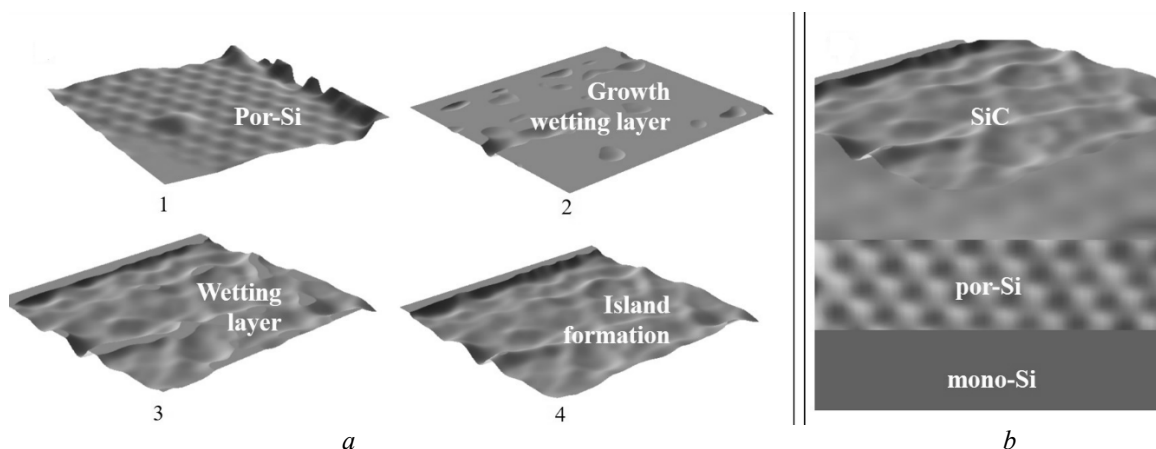 Por-Si
1
Growth
wetting layer
2
Wetting
layer
3
Island
formation
4
a
SiC
por-Si
mono-Si
b